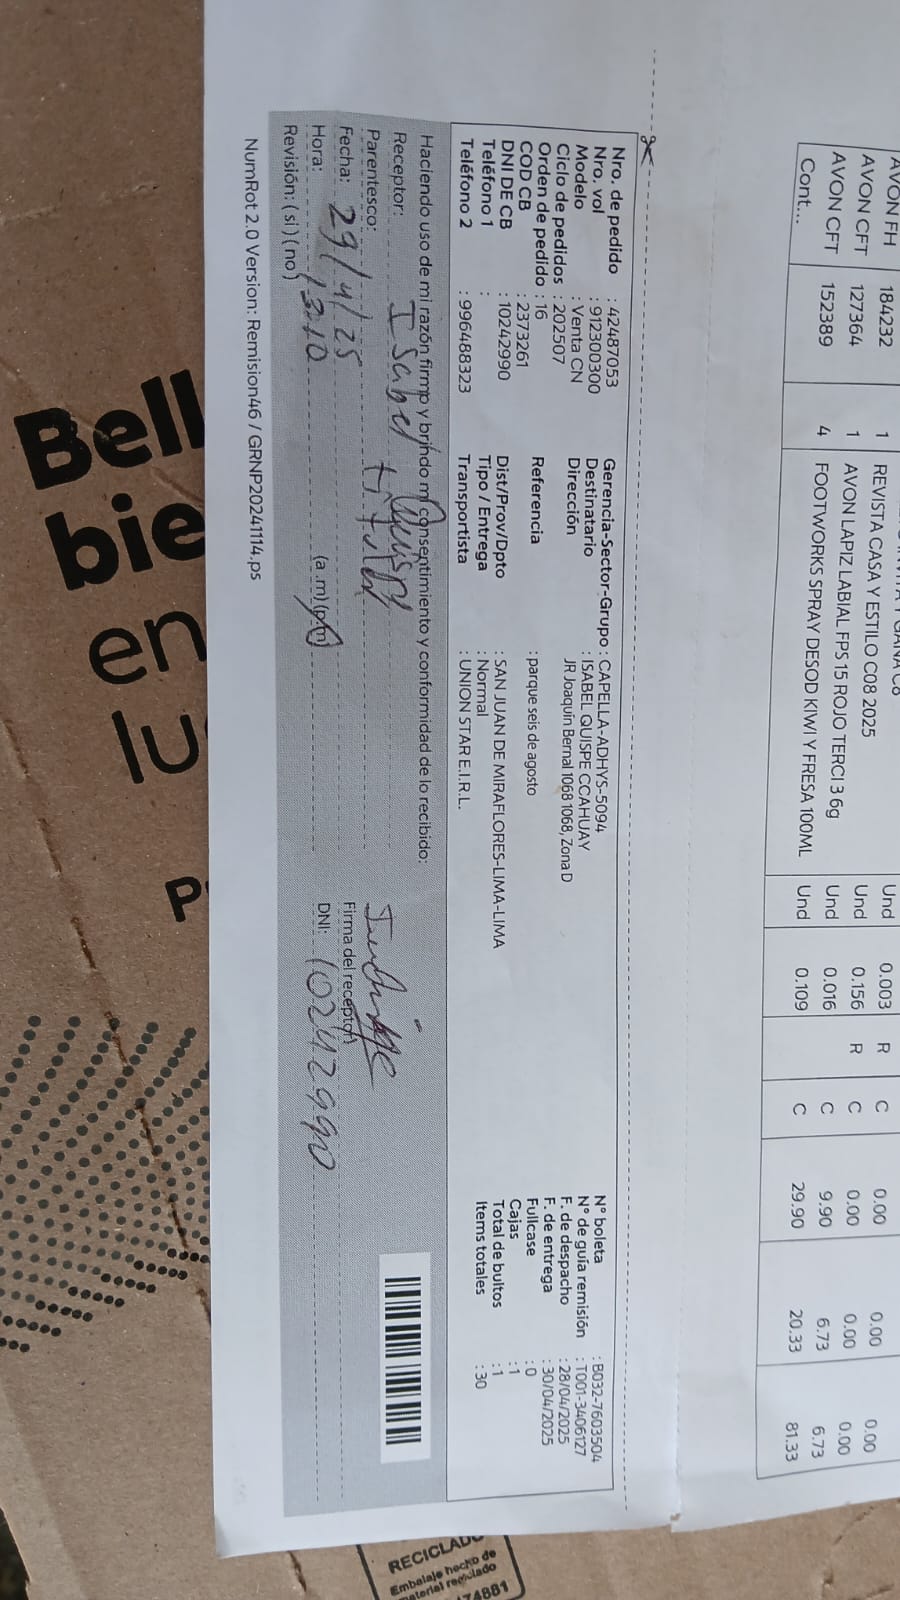 AVON FH 184232 1 REVISTA CASA Y ESTILO C08 2025 Und 0.003 R C 0.00 0.00 0.00
AVON CFT 127364 1 AVON LAPIZ LABIAL FPS 15 ROJO TERCI 3 6g Und 0.156 R C 0.00 0.00 0.00
AVON CFT 152389 4 FOOTWORKS SPRAY DESOD KIWI Y FRESA 100ML Und 0.016 C 9.90 6.73 6.73
Cont... Und 0.109 C 29.90 20.33 81.33
Nro. de pedido : 42487053
Nro. vol : 912300300
Modelo : Venta CN
Ciclo de pedidos : 202507
Orden de pedido : 16
COD CB : 2373261
DNI DE CB : 10242990
Teléfono 1 :
Teléfono 2 : 996488323
Gerencia-Sector-Grupo : CAPELLA-ADHYS-5094
Destinatario : ISABEL QUISPE CCAHUAY
Dirección JR Joaquin Bernal 1068 1068, Zona D
Referencia : parque seis de agosto
Dist/Prov/Dpto : SAN JUAN DE MIRAFLORES-LIMA-LIMA
Tipo / Entrega : Normal
Transportista : UNION STAR E.I.R.L.
N° boleta : B032-7603504
N° de guía remisión : T001-3406127
F. de despacho : 28/04/2025
F. de entrega : 30/04/2025
Fullcase : 0
Cajas : 1
Total de bultos : 1
Items totales : 30
Haciendo uso de mi razón firmo y brindo mi consentimiento y conformidad de lo recibido:
Receptor: Isabel Quispe
Parentesco: titular
Fecha: 29/4/25
Hora: 13:10 (a .m) (p.m)
Revisión: ( si ) ( no )
Firma del receptor
DNI: 10242990
NumRot 2.0 Version: Remision46 / GRNP20241114.ps
Bell
bie
en
lu
RECICLADO
Embalaje hecho de
material reciclado
74881